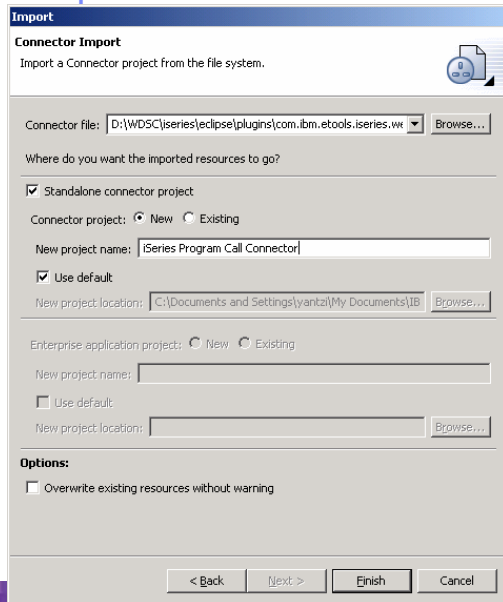 Import
Connector Import
Import a Connector project from the file system.
Connector file: D:\WDSC\iseries\eclipse\plugins\com.ibm.etools.iseries.we Browse...
Where do you want the imported resources to go?
Standalone connector project
Connector project: New Existing
New project name: iSeries Program Call Connector
Use default
New project location: C:\Documents and Settings\yantzi\My Documents\IB Browse...
Enterprise application project: New Existing
New project name:
Use default
New project location: Browse...
Options:
Overwrite existing resources without warning
< Back Next > Finish Cancel